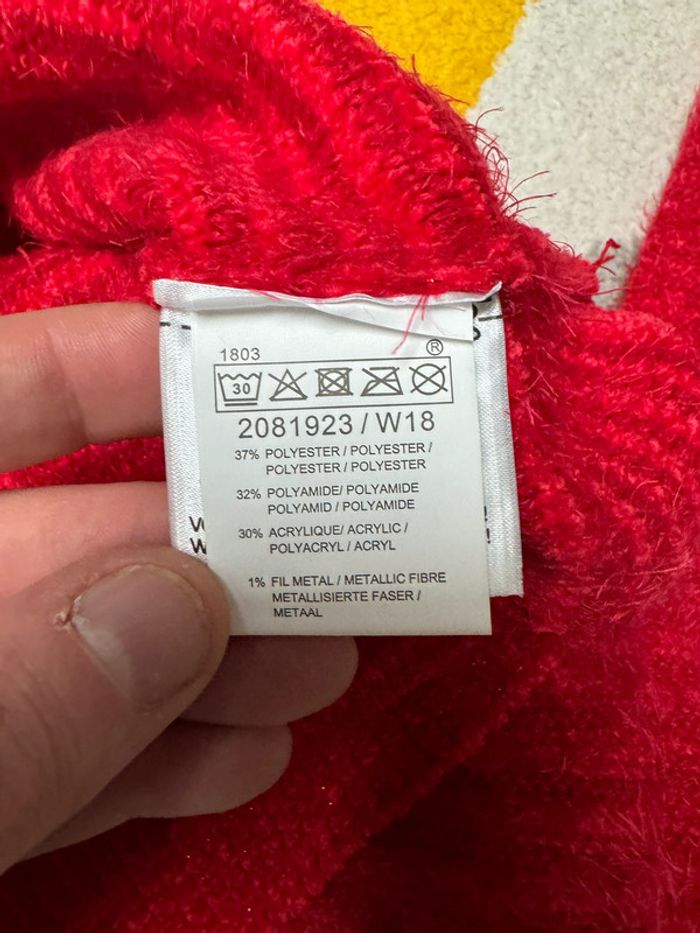 1803
®
30
2081923 / W18
37% POLYESTER / POLYESTER /
POLYESTER / POLYESTER
32% POLYAMIDE/ POLYAMIDE
POLYAMID / POLYAMIDE
30% ACRYLIQUE/ ACRYLIC /
POLYACRYL / ACRYL
1% FIL METAL / METALLIC FIBRE
METALLISIERTE FASER /
METAAL